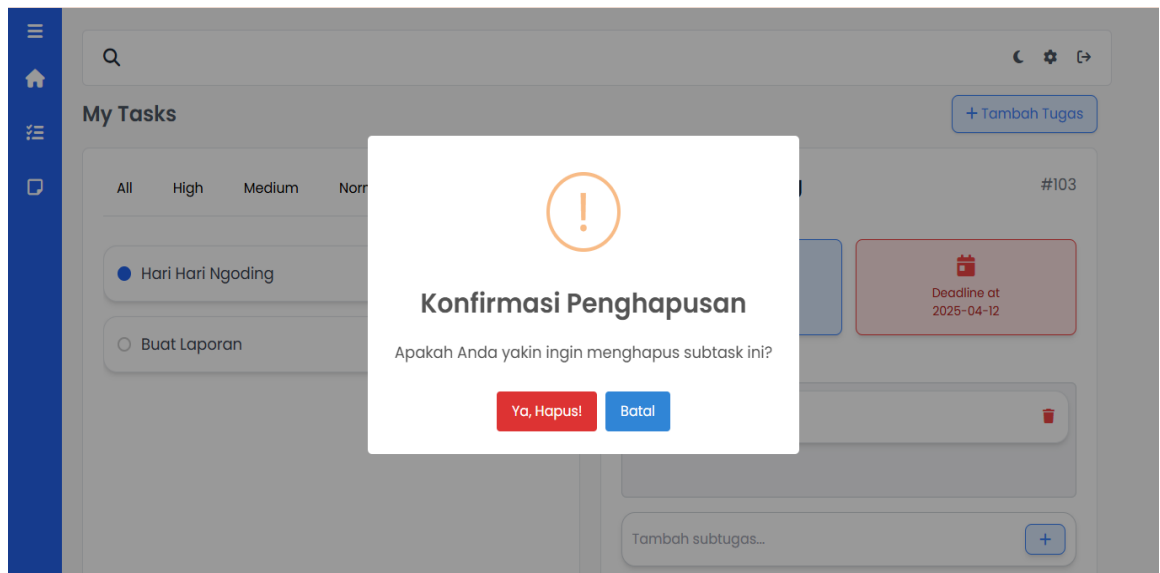 My Tasks
+ Tambah Tugas
All High Medium
#103
Hari Hari Ngoding
Buat Laporan
Deadline at
2025-04-12
!
Konfirmasi Penghapusan
Apakah Anda yakin ingin menghapus subtask ini?
Ya, Hapus!
Batal
Tambah subtugas...
+